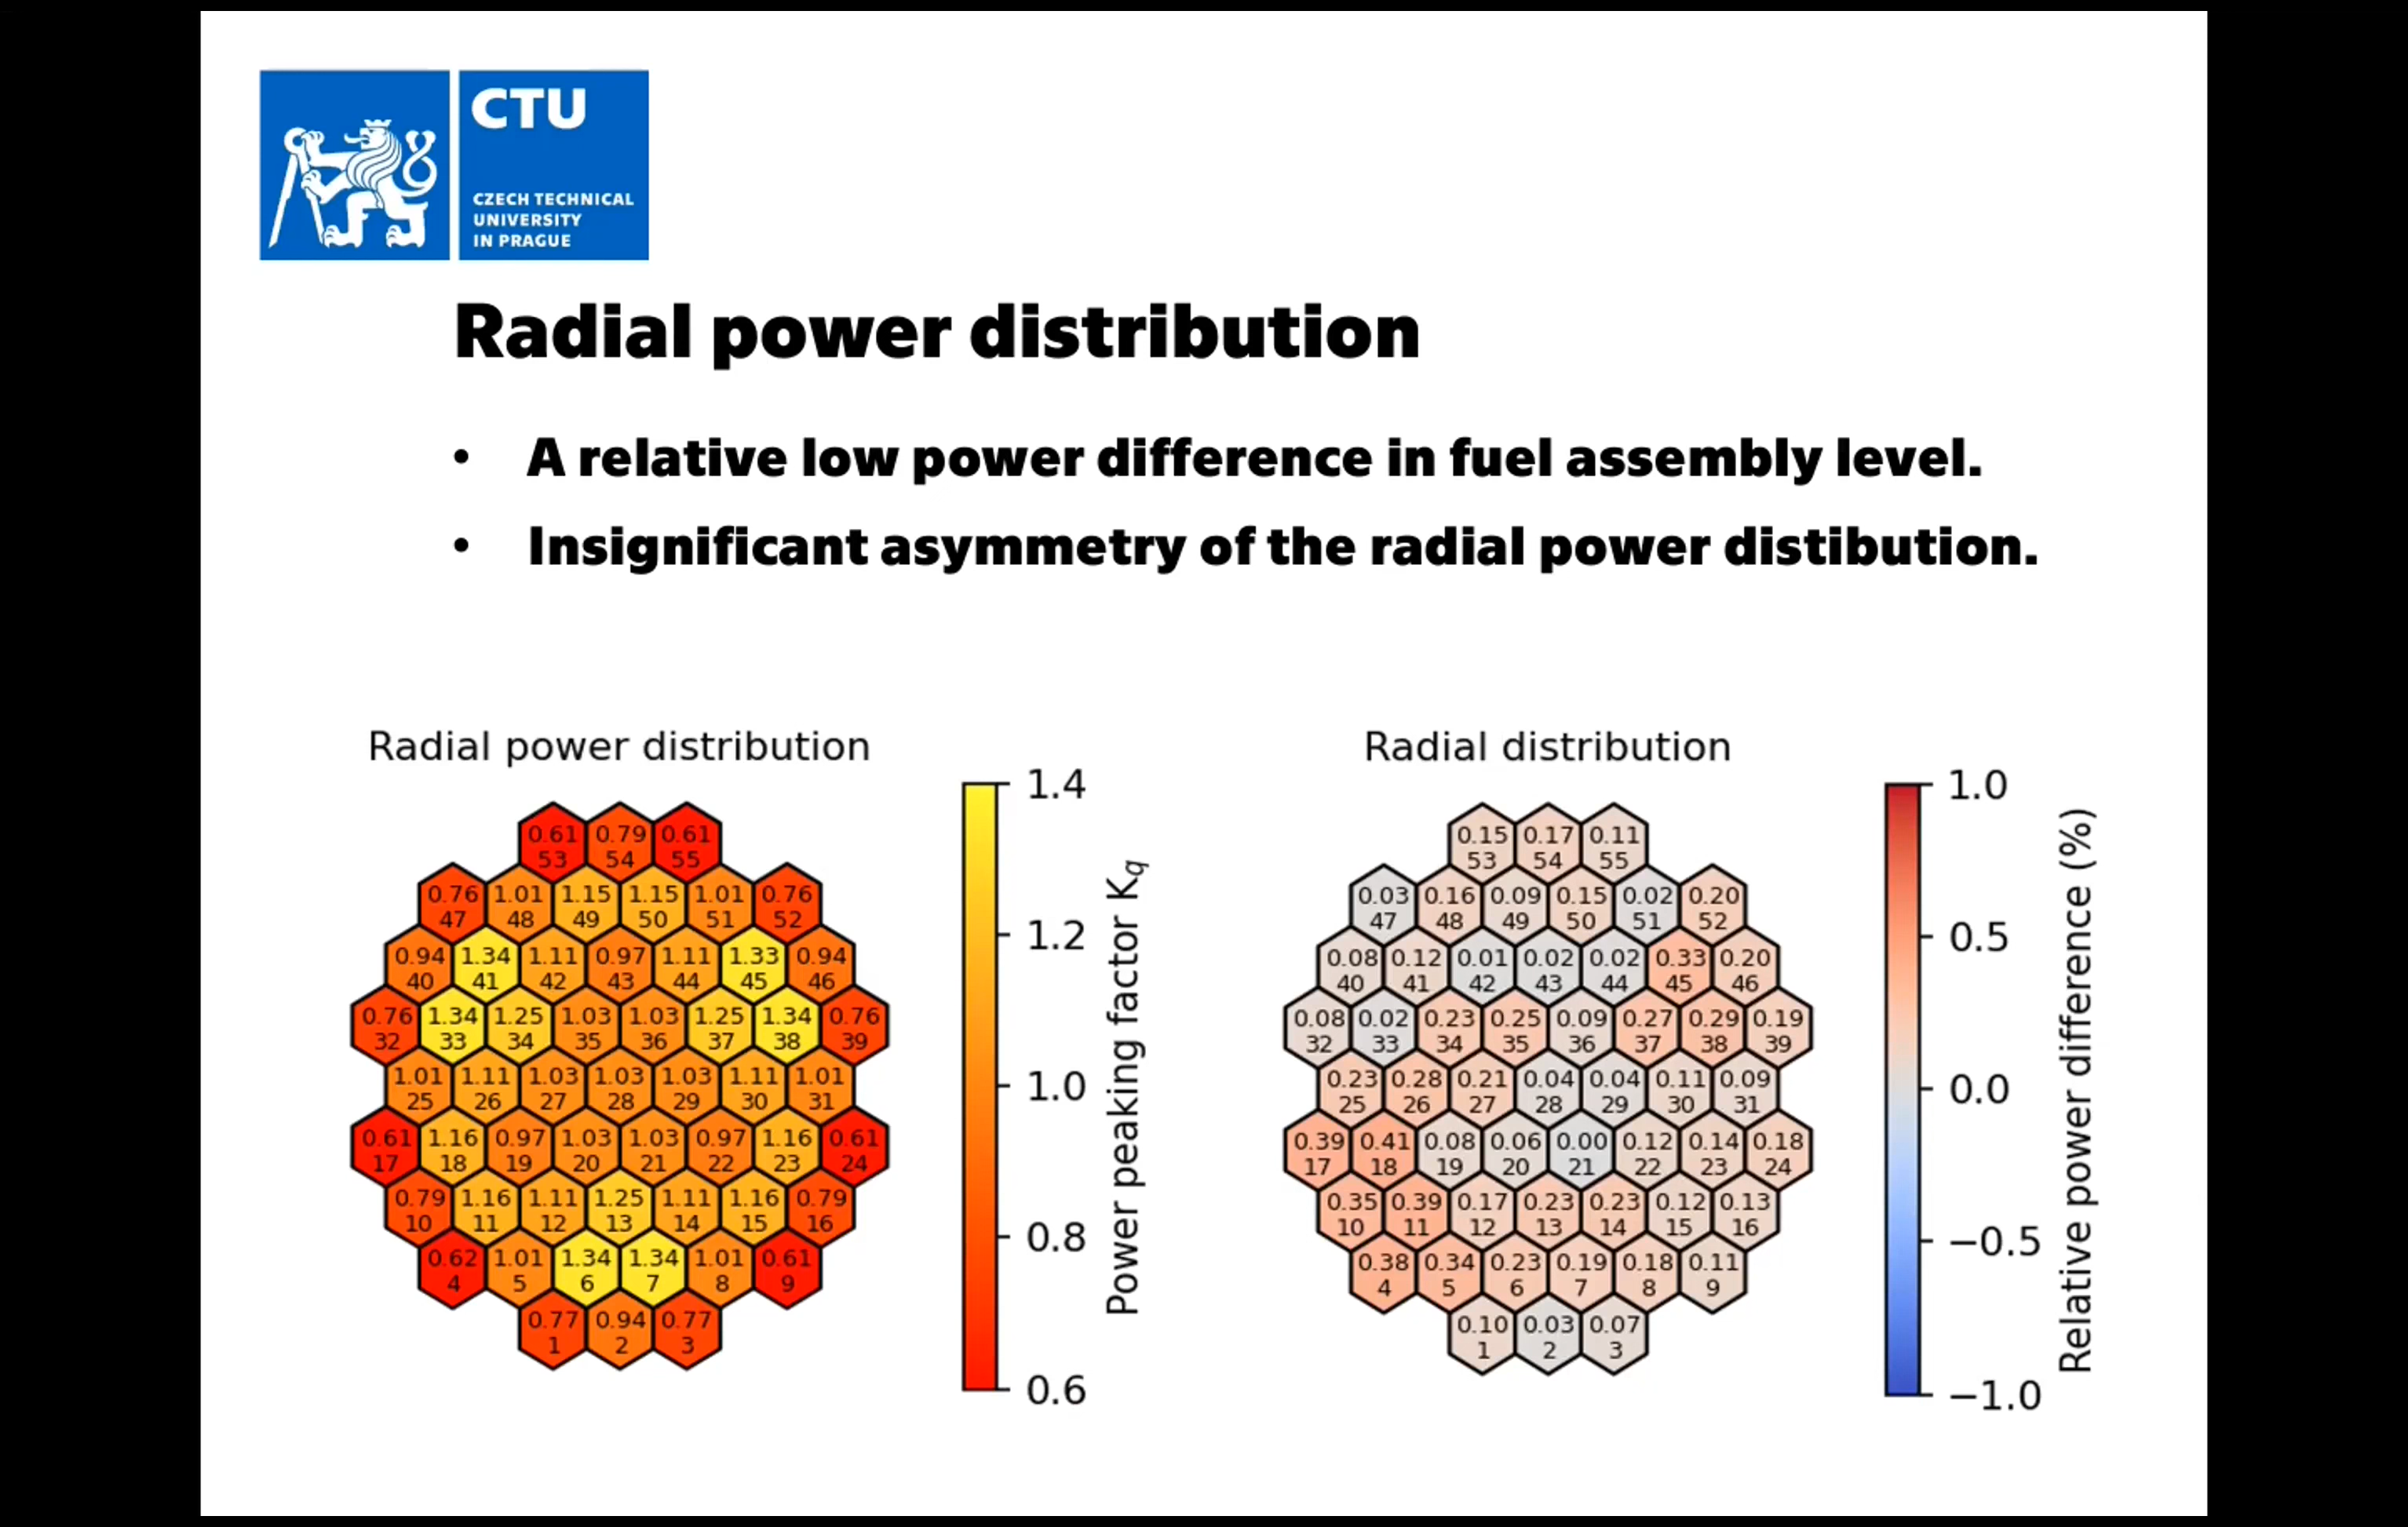 CTU
CZECH TECHNICAL
UNIVERSITY
IN PRAGUE
Radial power distribution
• A relative low power difference in fuel assembly level.
• Insignificant asymmetry of the radial power distibution.
Radial power distribution
0.61 0.79 0.61
53 54 55
0.76 1.01 1.15 1.15 1.01 0.76
47 48 49 50 51 52
0.94 1.34 1.11 0.97 1.11 1.33 0.94
40 41 42 43 44 45 46
0.76 1.34 1.25 1.03 1.03 1.25 1.34 0.76
32 33 34 35 36 37 38 39
1.01 1.11 1.03 1.03 1.03 1.11 1.01
25 26 27 28 29 30 31
0.61 1.16 0.97 1.03 1.03 0.97 1.16 0.61
17 18 19 20 21 22 23 24
0.79 1.16 1.11 1.25 1.11 1.16 0.79
10 11 12 13 14 15 16
0.62 1.01 1.34 1.34 1.01 0.61
4 5 6 7 8 9
0.77 0.94 0.77
1 2 3
1.4
1.2
1.0
0.8
0.6
Power peaking factor Kq
Radial distribution
0.15 0.17 0.11
53 54 55
0.03 0.16 0.09 0.15 0.02 0.20
47 48 49 50 51 52
0.08 0.12 0.01 0.02 0.02 0.33 0.20
40 41 42 43 44 45 46
0.08 0.02 0.23 0.25 0.09 0.27 0.29 0.19
32 33 34 35 36 37 38 39
0.23 0.28 0.21 0.04 0.04 0.11 0.09
25 26 27 28 29 30 31
0.39 0.41 0.08 0.06 0.00 0.12 0.14 0.18
17 18 19 20 21 22 23 24
0.35 0.39 0.17 0.23 0.23 0.12 0.13
10 11 12 13 14 15 16
0.38 0.34 0.23 0.19 0.18 0.11
4 5 6 7 8 9
0.10 0.03 0.07
1 2 3
1.0
0.5
0.0
−0.5
−1.0
Relative power difference (%)